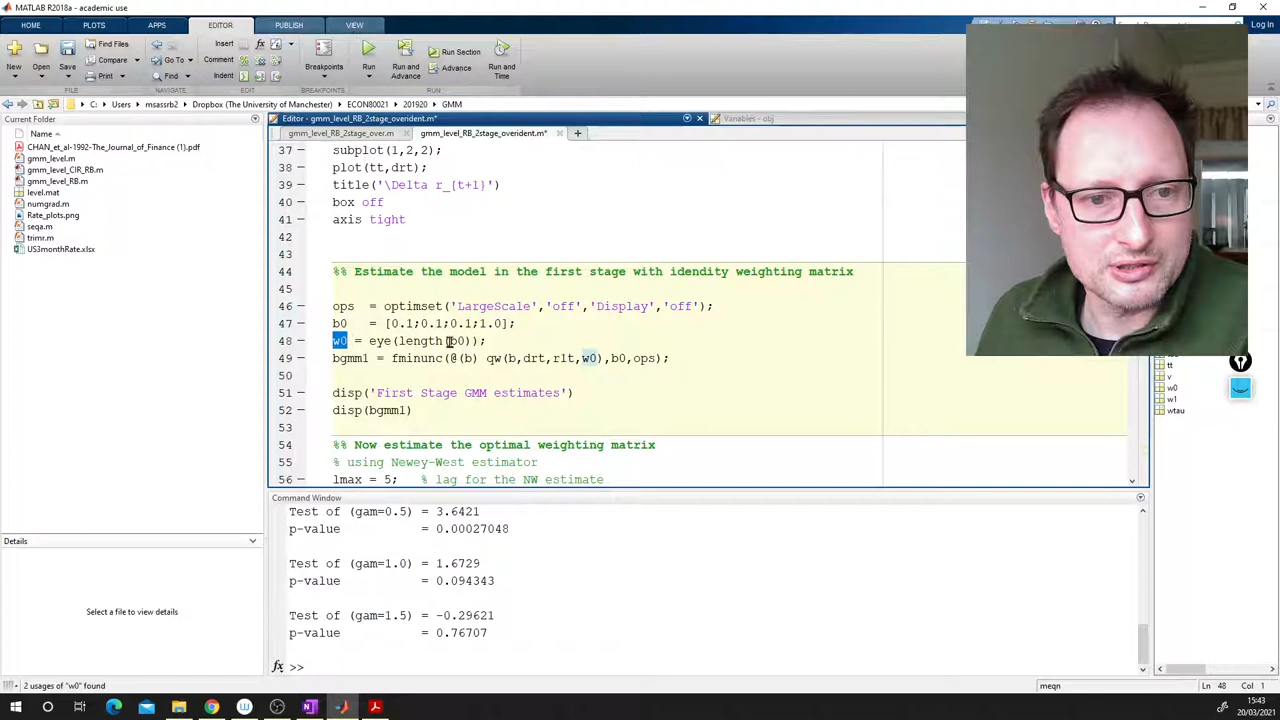 MATLAB R2018a - academic use
HOME PLOTS APPS EDITOR PUBLISH VIEW
Log In
New Open Save Find Files Compare Print
Go To Find
Insert Comment Indent fx
Breakpoints Run Run and Advance Run Section Advance Run and Time
FILE NAVIGATE EDIT BREAKPOINTS RUN
C: Users msassrb2 Dropbox (The University of Manchester) ECON80021 201920 GMM
Current Folder
Name
CHAN_et_al-1992-The_Journal_of_Finance (1).pdf
gmm_level.m
gmm_level_CIR_RB.m
gmm_level_RB.m
level.mat
numgrad.m
Rate_plots.png
seqa.m
trimr.m
US3monthRate.xlsx
Details
Select a file to view details
Editor - gmm_level_RB_2stage_overident.m*
Variables - obj
gmm_level_RB_2stage_over.m gmm_level_RB_2stage_overident.m* +
37 - subplot(1,2,2);
38 - plot(tt,drt);
39 - title('\Delta r_{t+1}')
40 - box off
41 - axis tight
42
43
44 %% Estimate the model in the first stage with idendity weighting matrix
45
46 - ops = optimset('LargeScale','off','Display','off');
47 - b0 = [0.1;0.1;0.1;1.0];
48 - w0 = eye(length(b0));
49 - bgmm1 = fminunc(@(b) qw(b,drt,r1t,w0),b0,ops);
50
51 - disp('First Stage GMM estimates')
52 - disp(bgmm1)
53
54 %% Now estimate the optimal weighting matrix
55 % using Newey-West estimator
56 - lmax = 5; % lag for the NW estimate
Command Window
Test of (gam=0.5) = 3.6421
p-value = 0.00027048
Test of (gam=1.0) = 1.6729
p-value = 0.094343
Test of (gam=1.5) = -0.29621
p-value = 0.76707
fx >>
tt
v
w0
w1
wtau
2 usages of "w0" found
meqn
Ln 48 Col 1
15:43
20/03/2021